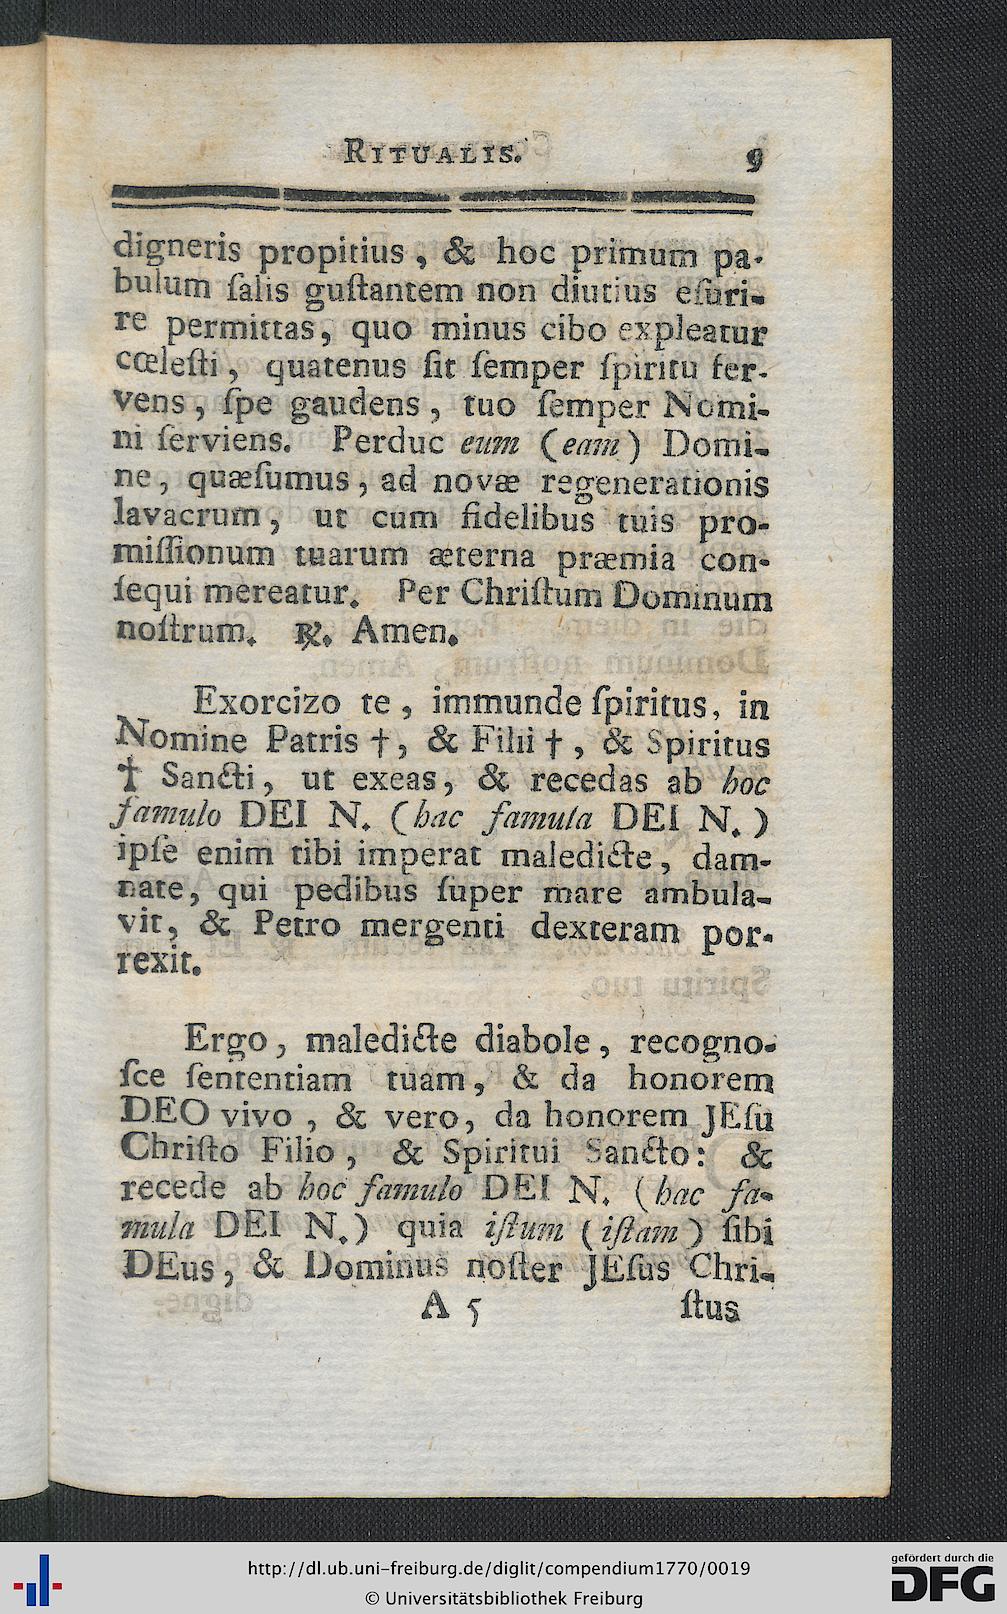 RITUALIS. 9
digneris propitius, & hoc primum pa-
bulum ſalis guſtantem non diutius eſuri-
re permittas, quo minus cibo expleatur
cœleſti, quatenus ſit ſemper ſpiritu fer-
vens, ſpe gaudens, tuo ſemper Nomi-
ni ſerviens. Perduc eum (eam) Domi-
ne, quæſumus, ad novæ regenerationis
lavacrum, ut cum fidelibus tuis pro-
miſſionum tuarum æterna præmia con-
ſequi mereatur. Per Chriſtum Dominum
noſtrum. ℟. Amen.
Exorcizo te, immunde ſpiritus, in
Nomine Patris †, & Filii †, & Spiritus
† Sancti, ut exeas, & recedas ab hoc
famulo DEI N. (hac famula DEI N.)
ipſe enim tibi imperat maledicte, dam-
nate, qui pedibus ſuper mare ambula-
vit, & Petro mergenti dexteram por-
rexit.
Ergo, maledicte diabole, recogno-
ſce ſententiam tuam, & da honorem
DEO vivo, & vero, da honorem JEſu
Chriſto Filio, & Spiritui Sancto: &
recede ab hoc famulo DEI N. (hac fa-
mula DEI N.) quia iſtum (iſtam) ſibi
DEus, & Dominus noſter JEſus Chri-
A 5 ſtus
http://dl.ub.uni-freiburg.de/diglit/compendium1770/0019
© Universitätsbibliothek Freiburg
gefördert durch die
DFG